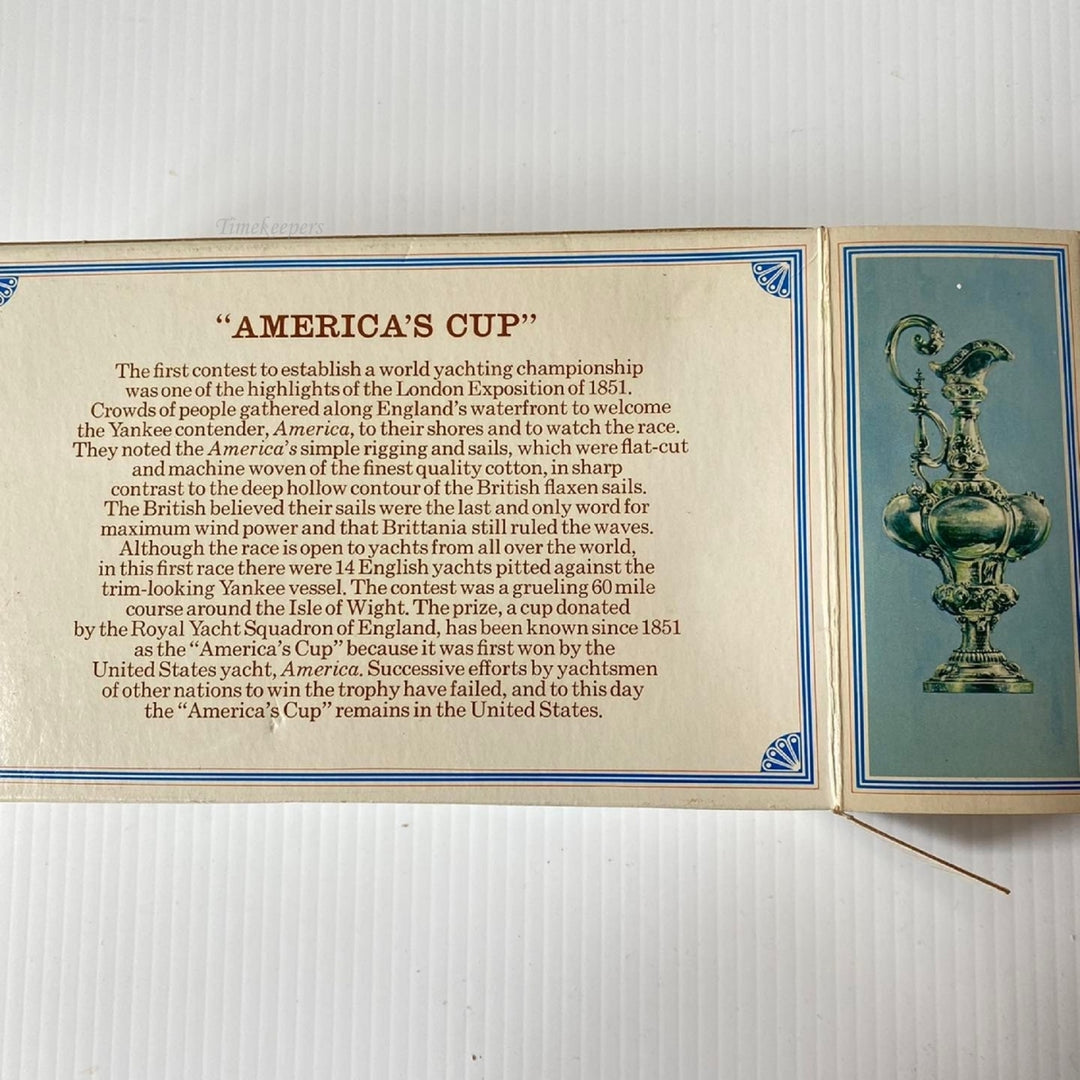 Timekeepers
“AMERICA’S CUP”
The first contest to establish a world yachting championship
was one of the highlights of the London Exposition of 1851.
Crowds of people gathered along England’s waterfront to welcome
the Yankee contender, America, to their shores and to watch the race.
They noted the America’s simple rigging and sails, which were flat-cut
and machine woven of the finest quality cotton, in sharp
contrast to the deep hollow contour of the British flaxen sails.
The British believed their sails were the last and only word for
maximum wind power and that Brittania still ruled the waves.
Although the race is open to yachts from all over the world,
in this first race there were 14 English yachts pitted against the
trim-looking Yankee vessel. The contest was a grueling 60 mile
course around the Isle of Wight. The prize, a cup donated
by the Royal Yacht Squadron of England, has been known since 1851
as the “America’s Cup” because it was first won by the
United States yacht, America. Successive efforts by yachtsmen
of other nations to win the trophy have failed, and to this day
the “America’s Cup” remains in the United States.